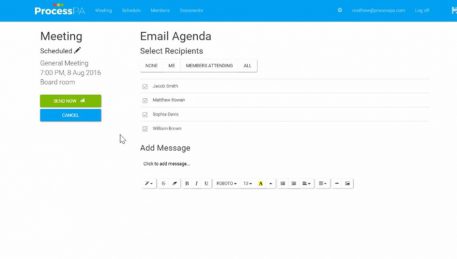 ProcessPA
Meeting Schedule Members Frameworks
matthew@processpa.com Log off
Meeting
Scheduled
General Meeting
7:00 PM, 8 Aug 2016
Board room
SEND NOW
CANCEL
Email Agenda
Select Recipients
NONE ME MEMBERS ATTENDING ALL
Jacob Smith
Matthew Rowan
Sophia Davis
William Brown
Add Message
Click to add message...
S B I U ROBOTO 13 A